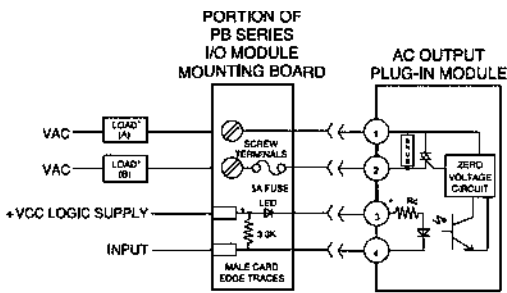 PORTION OF
PB SERIES
I/O MODULE
MOUNTING BOARD
AC OUTPUT
PLUG-IN MODULE
VAC
LOAD*
(A)
SCREW
TERMINALS
1
VAC
LOAD*
(B)
5A FUSE
2
ZERO
VOLTAGE
CIRCUIT
+VCC LOGIC SUPPLY
+
LED
3
+
INPUT
3.3K
4
MALE CARD
EDGE TRACES